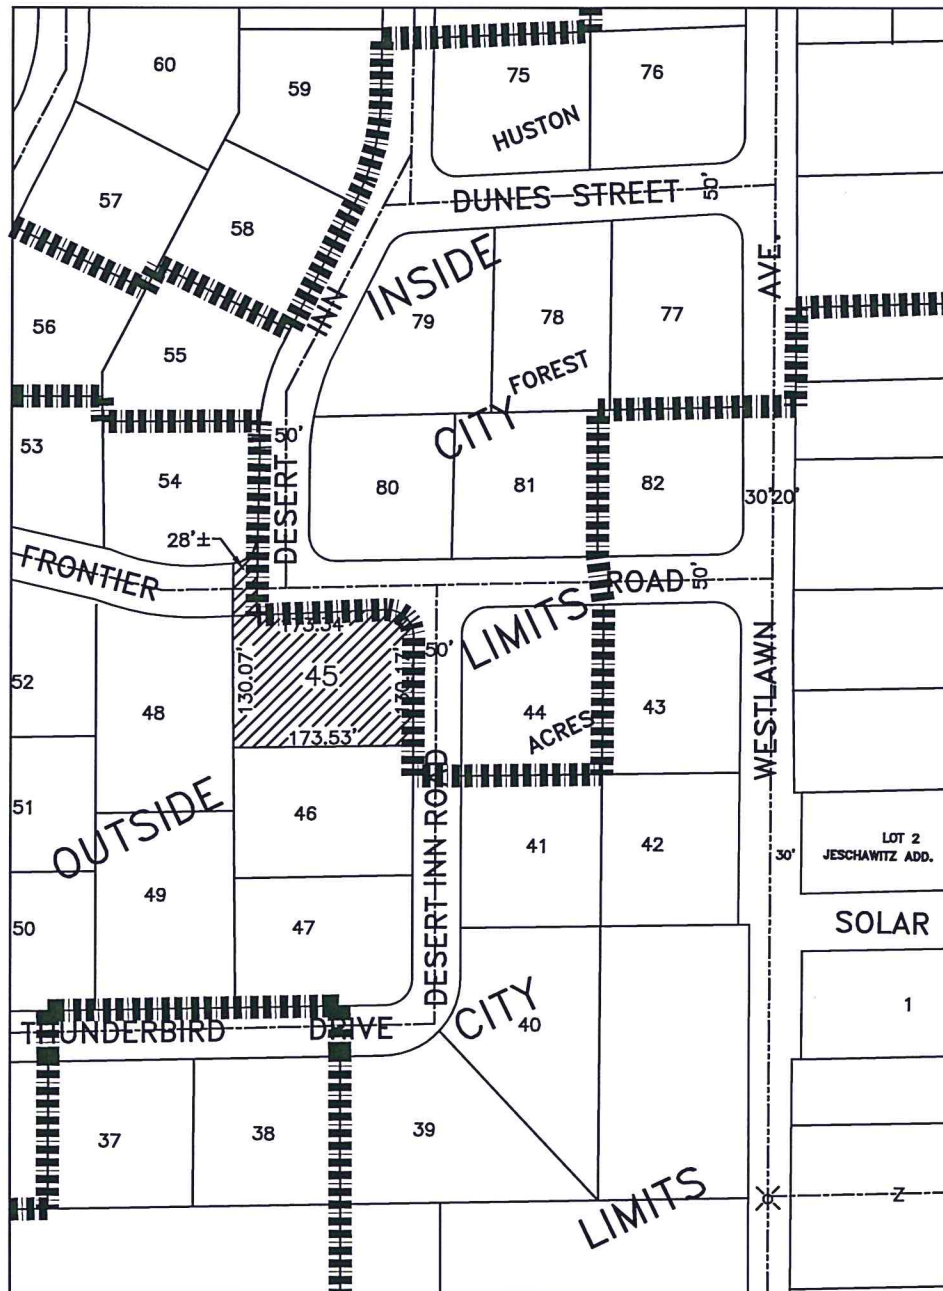 60
59
75
76
HUSTON
57
58
DUNES STREET
50'
INSIDE
INN
AVE.
56
55
79
78
77
FOREST
CITY
53
54
50'
DESERT
80
81
82
30'
20'
28'±
FRONTIER
ROAD
50'
LIMITS
173.34'
130.07'
45
130.17'
50'
52
48
44
43
ACRES
WESTLAWN
173.53'
51
OUTSIDE
46
DESERT INN ROAD
41
42
30'
LOT 2
JESCHAWITZ ADD.
50
49
47
SOLAR
CITY
40
1
THUNDERBIRD DRIVE
37
38
39
LIMITS
Z